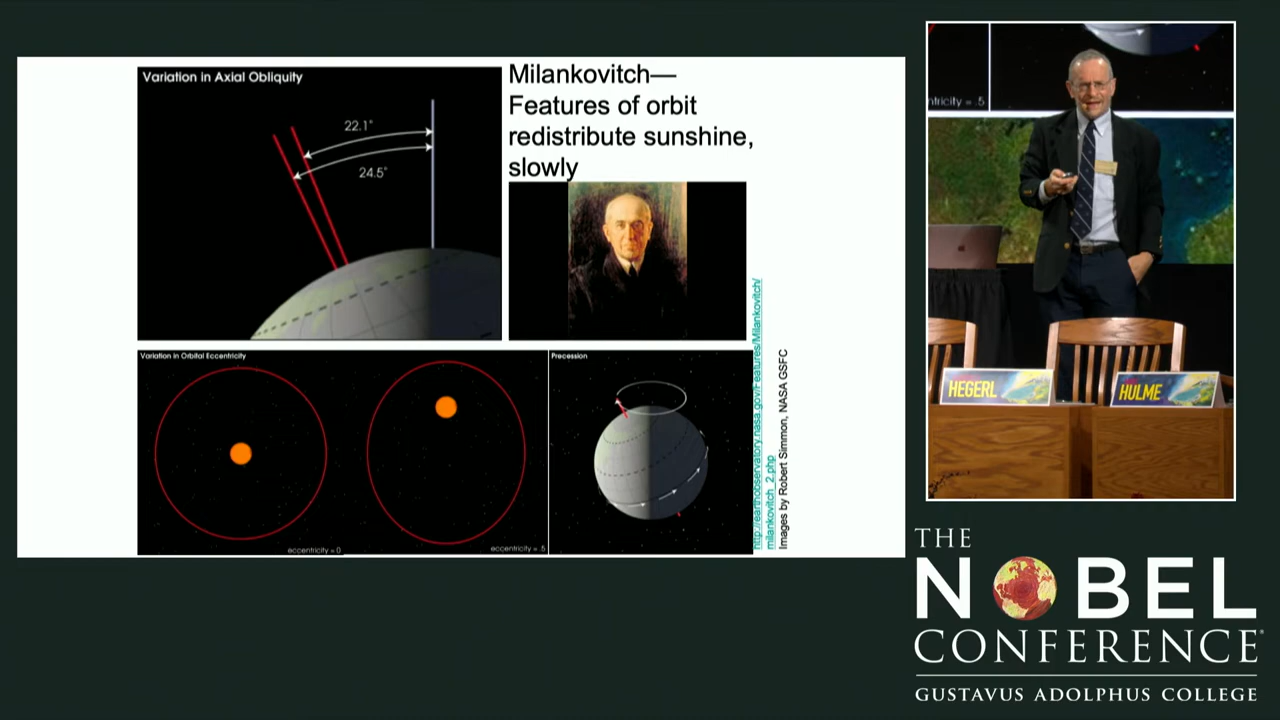 Variation in Axial Obliquity
22.1°
24.5°
Milankovitch—
Features of orbit
redistribute sunshine,
slowly
Variation in Orbital Eccentricity
eccentricity = 0
eccentricity = .5
Precession
http://earthobservatory.nasa.gov/Features/Milankovitch/
milankovitch_2.php
Images by Robert Simmon, NASA GSFC
ntricity = .5
HEGERL
HULME
THE
NOBEL
CONFERENCE
GUSTAVUS ADOLPHUS COLLEGE